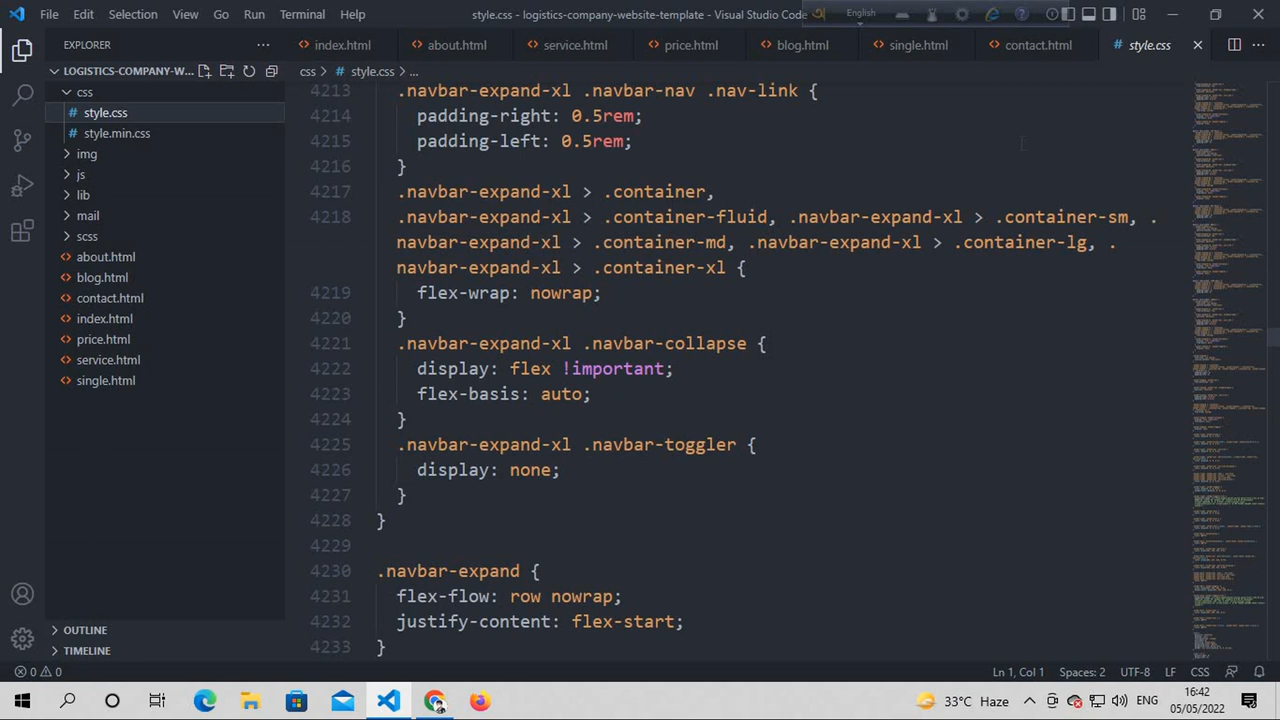 File Edit Selection View Go Run Terminal Help
style.css - logistics-company-website-template - Visual Studio Code
English
EXPLORER
index.html
about.html
service.html
price.html
blog.html
single.html
contact.html
style.css
LOGISTICS-COMPANY-W...
css > # style.css > ...
css
# style.css
# style.min.css
img
js
lib
mail
scss
about.html
blog.html
contact.html
index.html
price.html
service.html
single.html
OUTLINE
TIMELINE
4213 .navbar-expand-xl .navbar-nav .nav-link {
4214 padding-right: 0.5rem;
4215 padding-left: 0.5rem;
4216 }
4217 .navbar-expand-xl > .container,
4218 .navbar-expand-xl > .container-fluid, .navbar-expand-xl > .container-sm, .
navbar-expand-xl > .container-md, .navbar-expand-xl > .container-lg, .
navbar-expand-xl > .container-xl {
4219 flex-wrap: nowrap;
4220 }
4221 .navbar-expand-xl .navbar-collapse {
4222 display: flex !important;
4223 flex-basis: auto;
4224 }
4225 .navbar-expand-xl .navbar-toggler {
4226 display: none;
4227 }
4228 }
4229
4230 .navbar-expand {
4231 flex-flow: row nowrap;
4232 justify-content: flex-start;
4233 }
0 0
Ln 1, Col 1 Spaces: 2 UTF-8 LF CSS
33°C Haze
ENG
16:42
05/05/2022